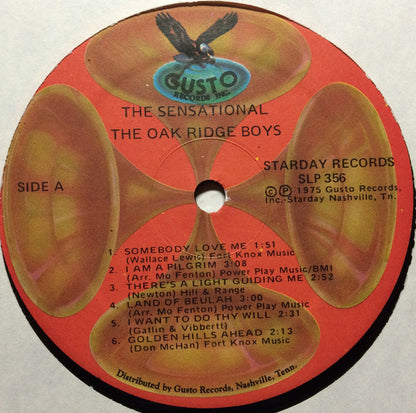 GUSTO
RECORDS INC.
THE SENSATIONAL
THE OAK RIDGE BOYS
SIDE A
STARDAY RECORDS
SLP 356
© ℗ 1975 Gusto Records,
Inc.-Starday Nashville, Tn.
1. SOMEBODY LOVE ME 1:51
(Wallace Lewis) Fort Knox Music
2. I AM A PILGRIM 3:08
(Arr. Mo Fenton) Power Play Music/BMI
3. THERE'S A LIGHT GUIDING ME 2:52
(Newton) Hill & Range
4. LAND OF BEULAH 3:00
(Arr. Mo Fenton) Power Play Music
5. I WANT TO DO THY WILL 2:31
(Gatlin & Vibbertt)
6. GOLDEN HILLS AHEAD 2:13
(Don McHan) Fort Knox Music
Distributed by Gusto Records, Nashville, Tenn.